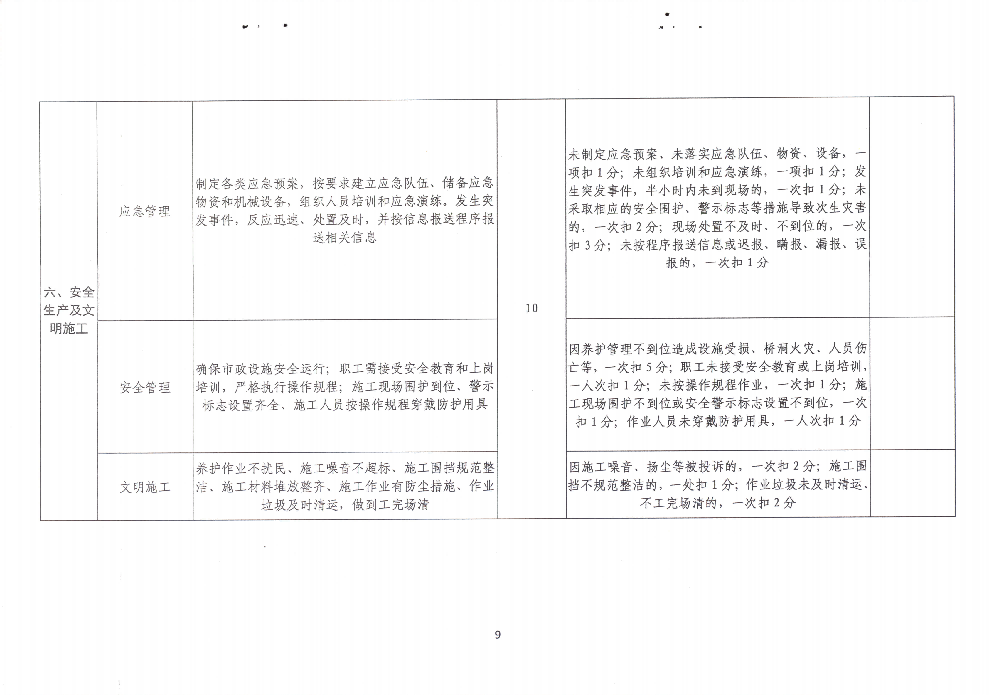 六、安全
生产及文
明施工
应急管理
制定各类应急预案，按要求建立应急队伍、储备应急
物资和机械设备，组织人员培训和应急演练。发生突
发事件，反应迅速、处置及时，并按信息报送程序报
送相关信息
10
未制定应急预案、未落实应急队伍、物资、设备，一
项扣1分；未组织培训和应急演练，一项扣1分；发
生突发事件，半小时内未到现场的，一次扣1分；未
采取相应的安全围护、警示标志等措施导致次生灾害
的，一次扣2分；现场处置不及时、不到位的，一次
扣3分；未按程序报送信息或迟报、瞒报、漏报、误
报的，一次扣1分
安全管理
确保市政设施安全运行；职工需接受安全教育和上岗
培训，严格执行操作规程；施工现场围护到位、警示
标志设置齐全、施工人员按操作规程穿戴防护用具
因养护管理不到位造成设施受损、桥洞火灾、人员伤
亡等，一次扣5分；职工未接受安全教育或上岗培训，
一人次扣1分；未按操作规程作业，一次扣1分；施
工现场围护不到位或安全警示标志设置不到位，一次
扣1分；作业人员未穿戴防护用具，一人次扣1分
文明施工
养护作业不扰民、施工噪音不超标、施工围挡规范整
洁、施工材料堆放整齐、施工作业有防尘措施、作业
垃圾及时清运，做到工完场清
因施工噪音、扬尘等被投诉的，一次扣2分；施工围
挡不规范整洁的，一处扣1分；作业垃圾未及时清运、
不工完场清的，一次扣2分
9